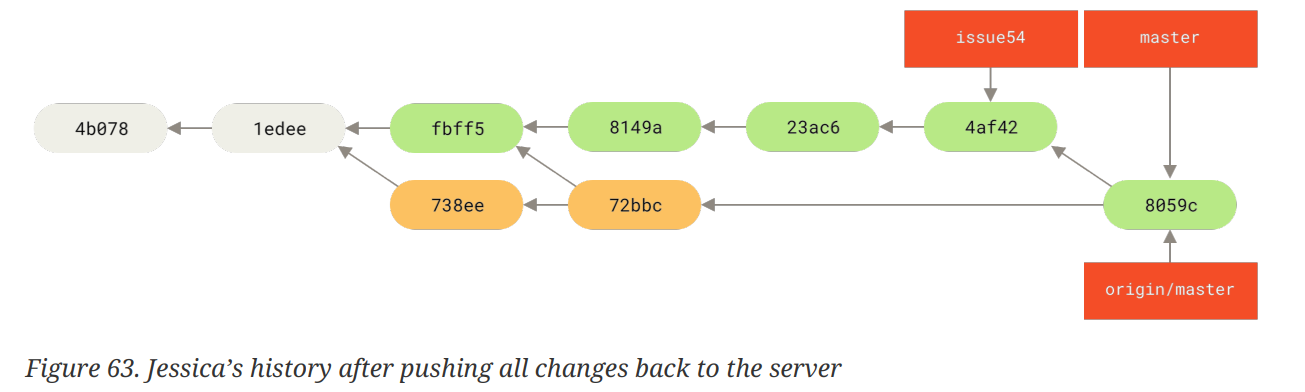 issue54 master
4b078 1edee fbff5 8149a 23ac6 4af42
738ee 72bbc 8059c
origin/master
Figure 63. Jessica’s history after pushing all changes back to the server